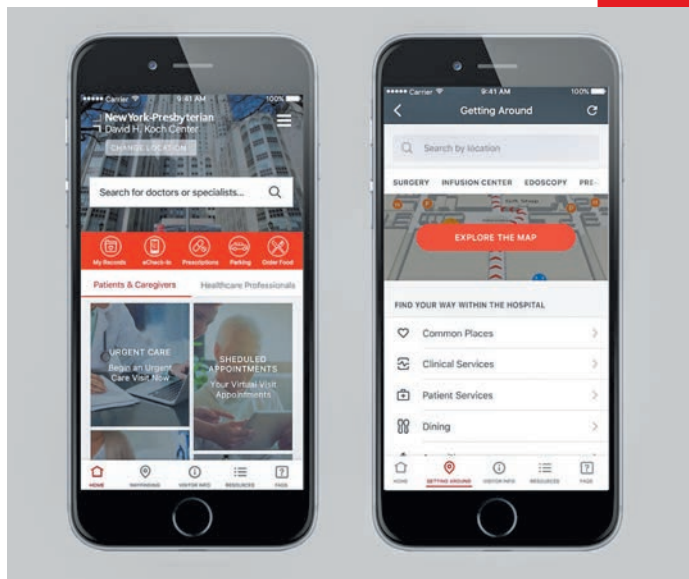 Carrier 9:41 AM 100%
NewYork-Presbyterian
David H. Koch Center
CHANGE LOCATION
Search for doctors or specialists...
My Records eCheck-In Prescriptions Parking Order Food
Patients & Caregivers Healthcare Professionals
URGENT CARE
Begin an Urgent
Care Visit Now
SHEDULED
APPOINTMENTS
Your Virtual Visit
Appointments
HOME WAYFINDING VISITOR INFO RESOURCES FAQS
Carrier 9:41 AM 100%
Getting Around
Search by location
SURGERY INFUSION CENTER EDOSCOPY PRE-
EXPLORE THE MAP
FIND YOUR WAY WITHIN THE HOSPITAL
Common Places
Clinical Services
Patient Services
Dining
HOME GETTING AROUND VISITOR INFO RESOURCES FAQS